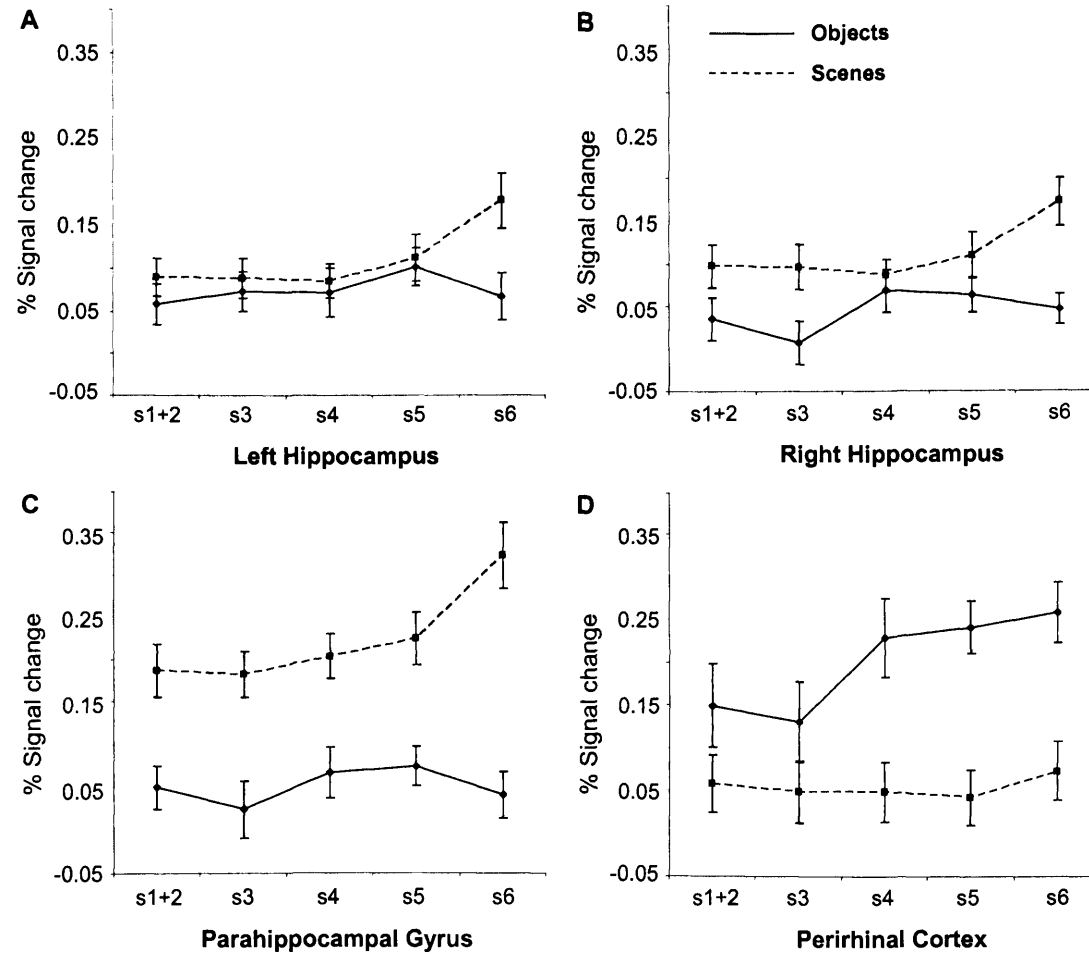 A
% Signal change
0.35
0.25
0.15
0.05
-0.05
s1+2 s3 s4 s5 s6
Left Hippocampus
B
Objects
Scenes
% Signal change
0.35
0.25
0.15
0.05
-0.05
s1+2 s3 s4 s5 s6
Right Hippocampus
C
% Signal change
0.35
0.25
0.15
0.05
-0.05
s1+2 s3 s4 s5 s6
Parahippocampal Gyrus
D
% Signal change
0.35
0.25
0.15
0.05
-0.05
s1+2 s3 s4 s5 s6
Perirhinal Cortex